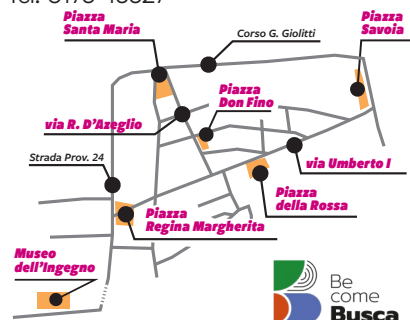 Piazza
Santa Maria
Corso G. Giolitti
Piazza
Savoia
Piazza
Don Fino
via R. D'Azeglio
Strada Prov. 24
via Umberto I
Piazza
della Rossa
Piazza
Regina Margherita
Museo
dell'Ingegno
Be
come
Busca